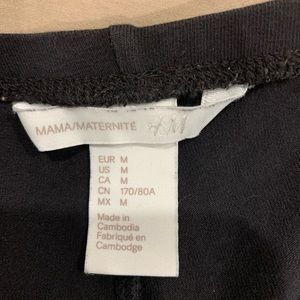 MAMA/MATERNITÉ H&M
EUR M
US M
CA M
CN 170/80A
MX M
Made in
Cambodia
Fabriqué en
Cambodge